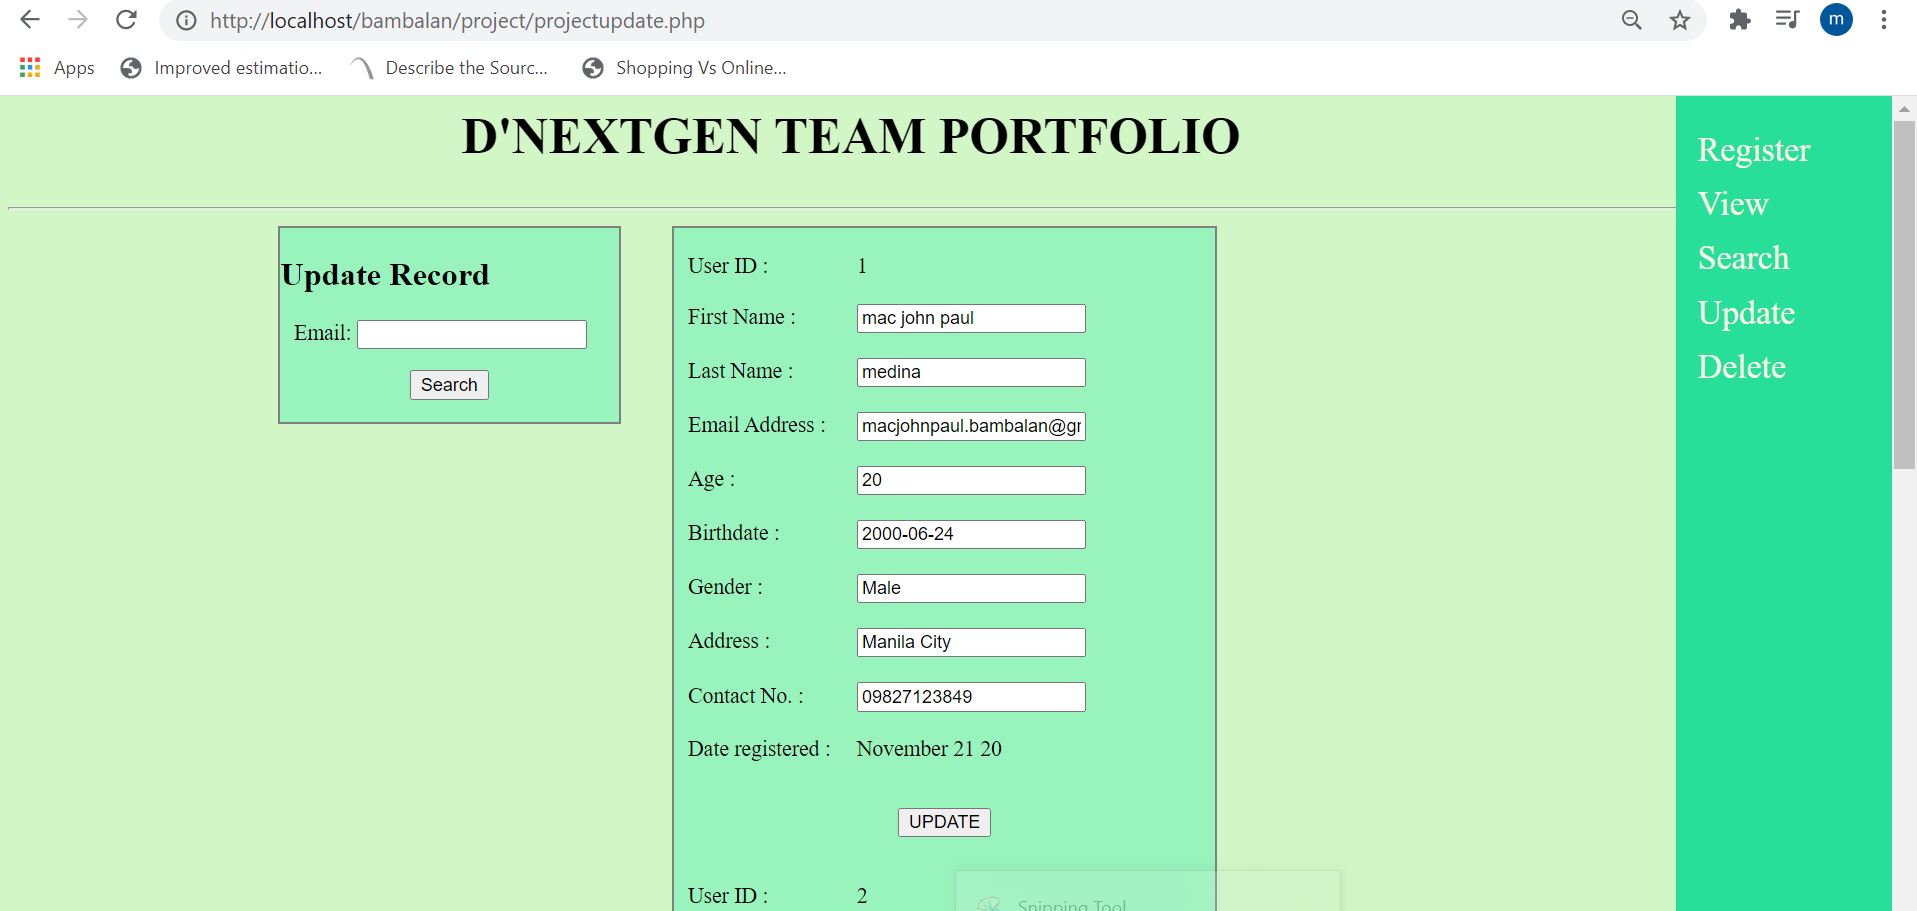 http://localhost/bambalan/project/projectupdate.php
m
Apps
Improved estimatio...
Describe the Sourc...
Shopping Vs Online...
D'NEXTGEN TEAM PORTFOLIO
Register
View
Search
Update
Delete
Update Record
Email:
Search
User ID : 1
First Name : mac john paul
Last Name : medina
Email Address : macjohnpaul.bambalan@gr
Age : 20
Birthdate : 2000-06-24
Gender : Male
Address : Manila City
Contact No. : 09827123849
Date registered : November 21 20
UPDATE
User ID : 2
Snipping Tool